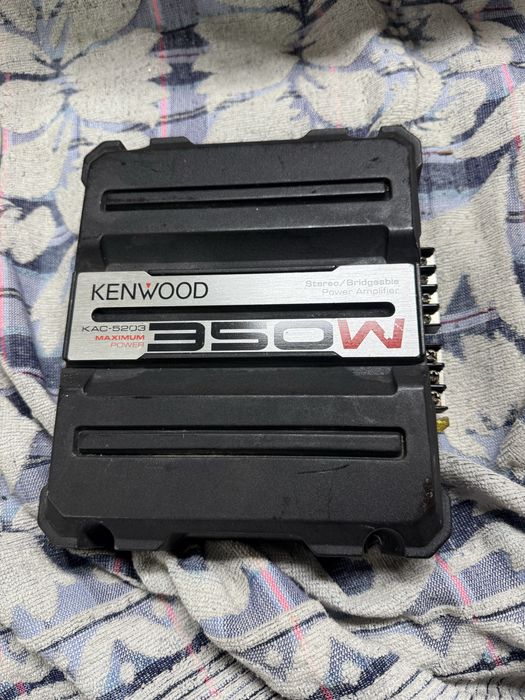 KENWOOD
Stereo/Bridgeable
Power Amplifier
KAC-5203
MAXIMUM
POWER
350W